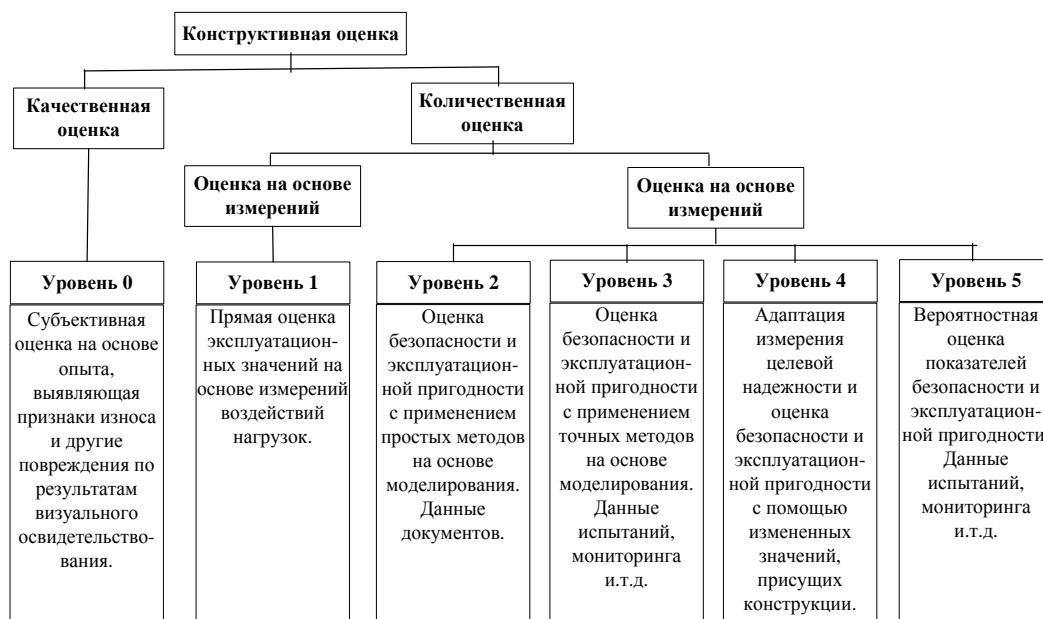 Конструктивная оценка
Качественная
оценка
Количественная
оценка
Оценка на основе
измерений
Оценка на основе
измерений
Уровень 0
Субъективная
оценка на основе
опыта,
выявляющая
признаки износа
и другие
повреждения по
результатам
визуального
освидетельство-
вания.
Уровень 1
Прямая оценка
эксплуатацион-
ных значений на
основе измерений
воздействий
нагрузок.
Уровень 2
Оценка
безопасности и
эксплуатацион-
ной пригодности
с применением
простых методов
на основе
моделирования.
Данные
документов.
Уровень 3
Оценка
безопасности и
эксплуатацион-
ной пригодности
с применением
точных методов
на основе
моделирования.
Данные
испытаний,
мониторинга
и.т.д.
Уровень 4
Адаптация
измерения
целевой
надежности и
оценка
безопасности и
эксплуатацион-
ной пригодности
с помощью
измененных
значений,
присущих
конструкции.
Уровень 5
Вероятностная
оценка
показателей
безопасности и
эксплуатацион-
ной пригодности.
Данные
испытаний,
мониторинга
и.т.д.